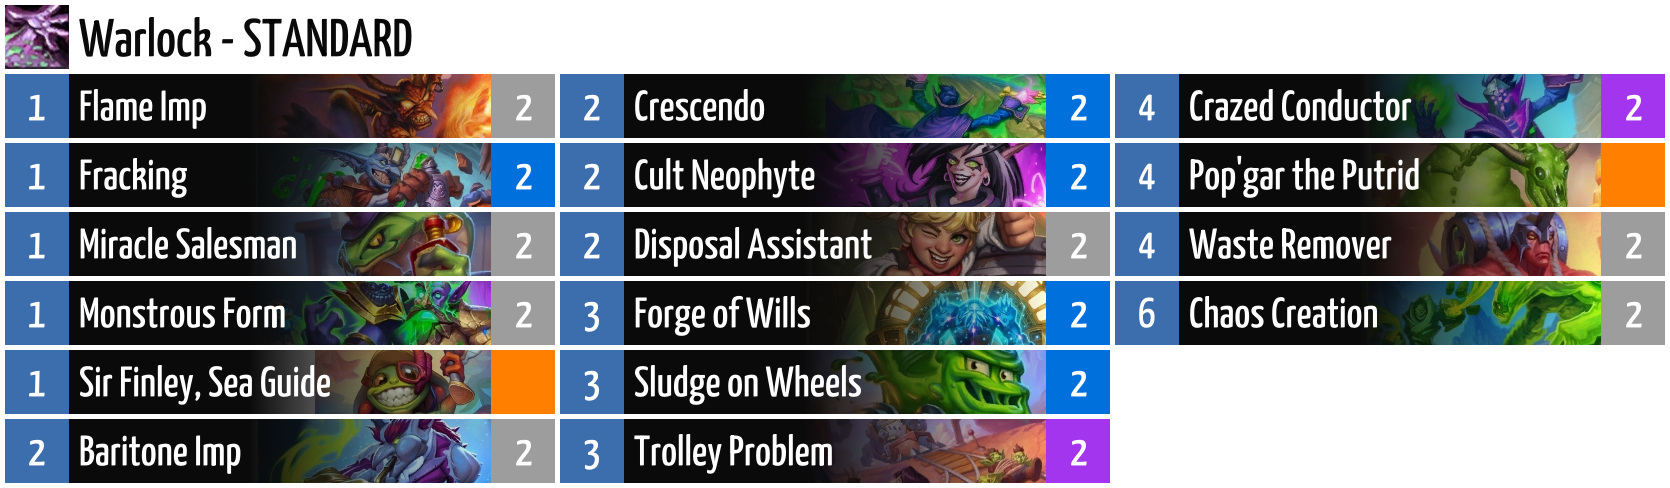 Warlock - STANDARD
1 Flame Imp 2
1 Fracking 2
1 Miracle Salesman 2
1 Monstrous Form 2
1 Sir Finley, Sea Guide
2 Baritone Imp 2
2 Crescendo 2
2 Cult Neophyte 2
2 Disposal Assistant 2
3 Forge of Wills 2
3 Sludge on Wheels 2
3 Trolley Problem 2
4 Crazed Conductor 2
4 Pop'gar the Putrid
4 Waste Remover 2
6 Chaos Creation 2